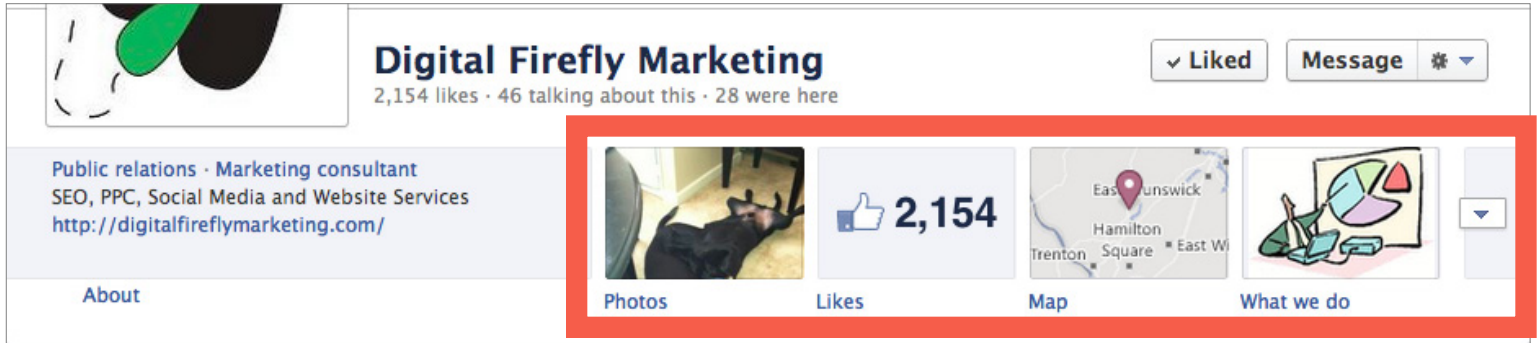 Digital Firefly Marketing
2,154 likes · 46 talking about this · 28 were here
Liked
Message
Public relations · Marketing consultant
SEO, PPC, Social Media and Website Services
http://digitalfireflymarketing.com/
About
2,154
Hamilton
Square
Trenton
East
Photos
Likes
Map
What we do